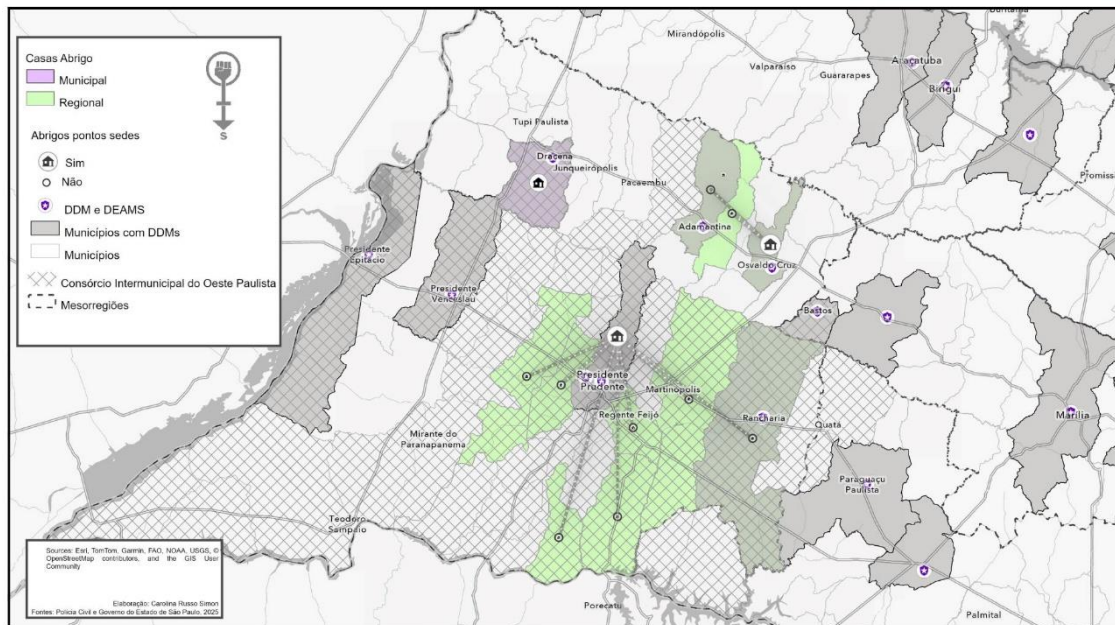 Casas Abrigo
Municipal
Regional
Abrigos pontos sedes
Sim
Não
DDM e DEAMS
Municípios com DDMs
Municípios
Consórcio Intermunicipal do Oeste Paulista
Mesorregiões
S
Mirandópolis
Valparaíso
Guararapes
Araçatuba
Birigui
Buritama
Promiss
Tupi Paulista
Dracena
Junqueirópolis
Pacaembu
Adamantina
Osvaldo Cruz
Presidente
Epitácio
Presidente
Venceslau
Bastos
Presidente
Prudente
Martinópolis
Regente Feijó
Rancharia
Quatá
Marília
Mirante do
Paranapanema
Paraguaçu
Paulista
Teodoro
Sampaio
Porecatu
Palmital
Sources: Esri, TomTom, Garmin, FAO, NOAA, USGS, ©
OpenStreetMap contributors, and the GIS User
Community
Elaboração: Carolina Russo Simon
Fontes: Polícia Civil e Governo do Estado de São Paulo. 2025